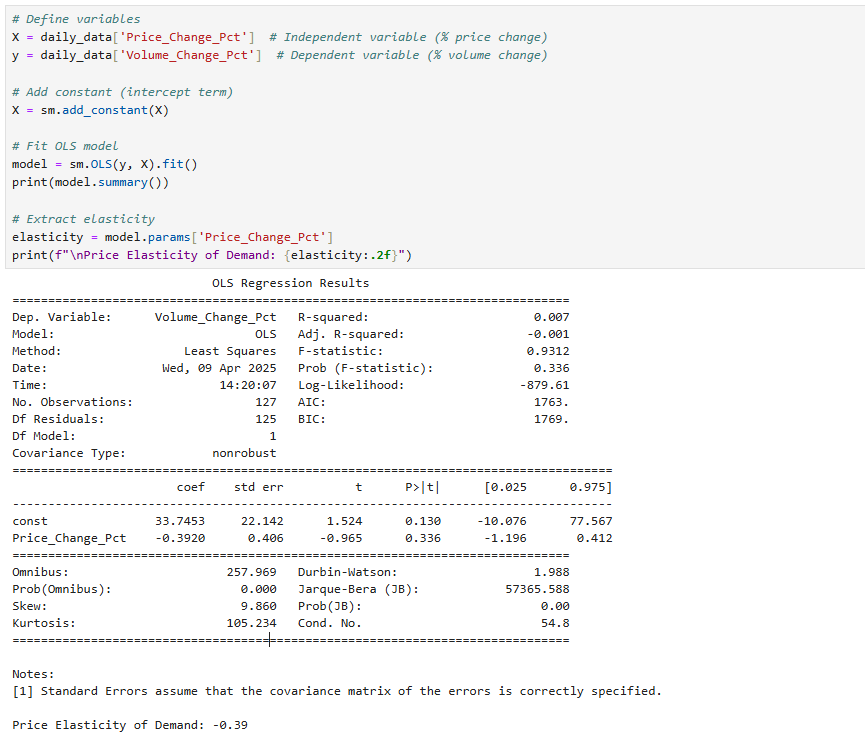 # Define variables
X = daily_data['Price_Change_Pct']  # Independent variable (% price change)
y = daily_data['Volume_Change_Pct']  # Dependent variable (% volume change)

# Add constant (intercept term)
X = sm.add_constant(X)

# Fit OLS model
model = sm.OLS(y, X).fit()
print(model.summary())

# Extract elasticity
elasticity = model.params['Price_Change_Pct']
print(f"\nPrice Elasticity of Demand: {elasticity:.2f}")

                            OLS Regression Results
==============================================================================
Dep. Variable:      Volume_Change_Pct   R-squared:                       0.007
Model:                            OLS   Adj. R-squared:                 -0.001
Method:                 Least Squares   F-statistic:                    0.9312
Date:                Wed, 09 Apr 2025   Prob (F-statistic):              0.336
Time:                        14:20:07   Log-Likelihood:                -879.61
No. Observations:                 127   AIC:                             1763.
Df Residuals:                     125   BIC:                             1769.
Df Model:                           1
Covariance Type:            nonrobust
====================================================================================
                       coef    std err          t      P>|t|      [0.025      0.975]
------------------------------------------------------------------------------------
const               33.7453     22.142      1.524      0.130     -10.076      77.567
Price_Change_Pct    -0.3920      0.406     -0.965      0.336      -1.196       0.412
==============================================================================
Omnibus:                      257.969   Durbin-Watson:                   1.988
Prob(Omnibus):                  0.000   Jarque-Bera (JB):            57365.588
Skew:                           9.860   Prob(JB):                         0.00
Kurtosis:                     105.234   Cond. No.                         54.8
==============================================================================

Notes:
[1] Standard Errors assume that the covariance matrix of the errors is correctly specified.

Price Elasticity of Demand: -0.39